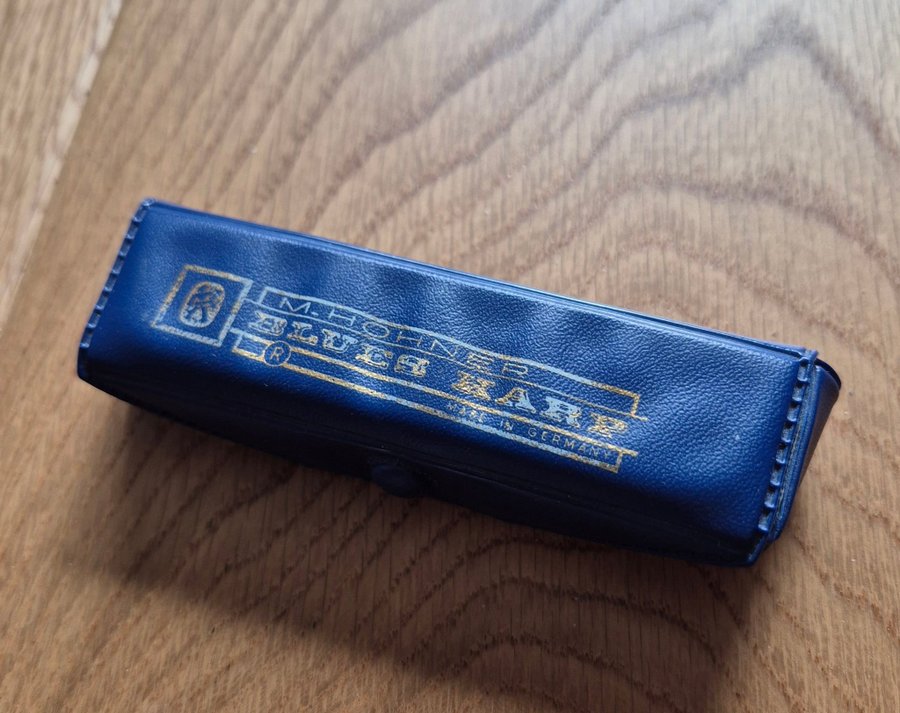 M. HOHNER
BLUES HARP
®
MADE IN GERMANY